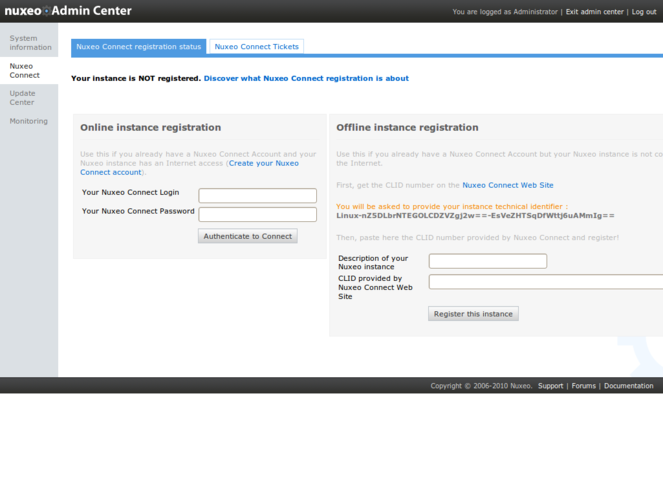 nuxeo Admin Center
You are logged as Administrator | Exit admin center | Log out
System
information
Nuxeo
Connect
Update
Center
Monitoring
Nuxeo Connect registration status
Nuxeo Connect Tickets
Your instance is NOT registered. Discover what Nuxeo Connect registration is about
Online instance registration
Use this if you already have a Nuxeo Connect Account and your
Nuxeo instance has an Internet access (Create your Nuxeo
Connect account).
Your Nuxeo Connect Login
Your Nuxeo Connect Password
Authenticate to Connect
Offline instance registration
Use this if you already have a Nuxeo Connect Account but your Nuxeo instance is not co
the Internet.
First, get the CLID number on the Nuxeo Connect Web Site
You will be asked to provide your instance technical identifier :
Linux-nZSDLbrNTEGOLCDZVZgj2w==-EsVeZHTSqDfWttj6uAMmIg==
Then, paste here the CLID number provided by Nuxeo Connect and register!
Description of your
Nuxeo instance
CLID provided by
Nuxeo Connect Web
Site
Register this instance
Copyright © 2006-2010 Nuxeo. Support | Forums | Documentation